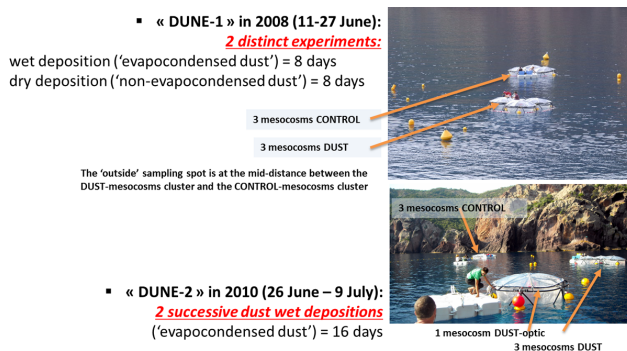 ▪ « DUNE-1 » in 2008 (11-27 June):
2 distinct experiments:
wet deposition (‘evapocondensed dust’) = 8 days
dry deposition (‘non-evapocondensed dust’) = 8 days
3 mesocosms CONTROL
3 mesocosms DUST
The ‘outside’ sampling spot is at the mid-distance between the
DUST-mesocosms cluster and the CONTROL-mesocosms cluster
3 mesocosms CONTROL
▪ « DUNE-2 » in 2010 (26 June – 9 July):
2 successive dust wet depositions
(‘evapocondensed dust’) = 16 days
1 mesocosm DUST-optic
3 mesocosms DUST